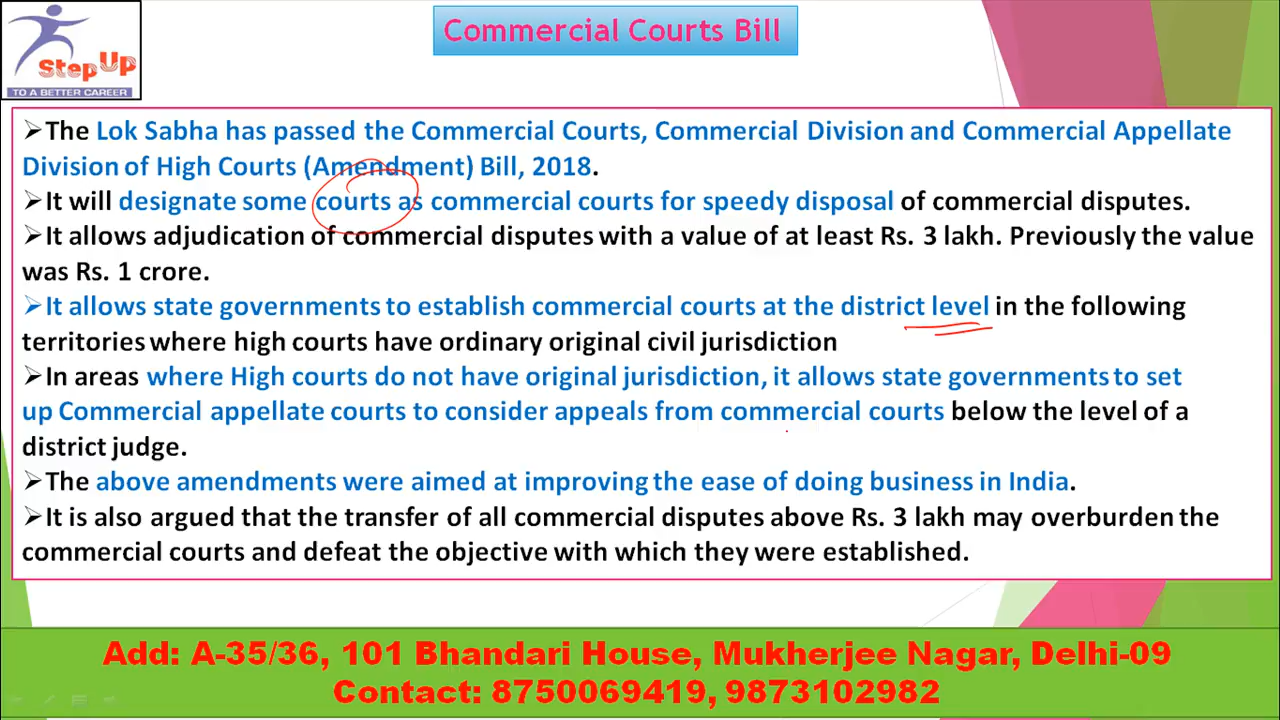 Commercial Courts Bill
StepUp
TO A BETTER CAREER
➢The Lok Sabha has passed the Commercial Courts, Commercial Division and Commercial Appellate
Division of High Courts (Amendment) Bill, 2018.
➢It will designate some courts as commercial courts for speedy disposal of commercial disputes.
➢It allows adjudication of commercial disputes with a value of at least Rs. 3 lakh. Previously the value
was Rs. 1 crore.
➢It allows state governments to establish commercial courts at the district level in the following
territories where high courts have ordinary original civil jurisdiction
➢In areas where High courts do not have original jurisdiction, it allows state governments to set
up Commercial appellate courts to consider appeals from commercial courts below the level of a
district judge.
➢The above amendments were aimed at improving the ease of doing business in India.
➢It is also argued that the transfer of all commercial disputes above Rs. 3 lakh may overburden the
commercial courts and defeat the objective with which they were established.
Add: A-35/36, 101 Bhandari House, Mukherjee Nagar, Delhi-09
Contact: 8750069419, 9873102982